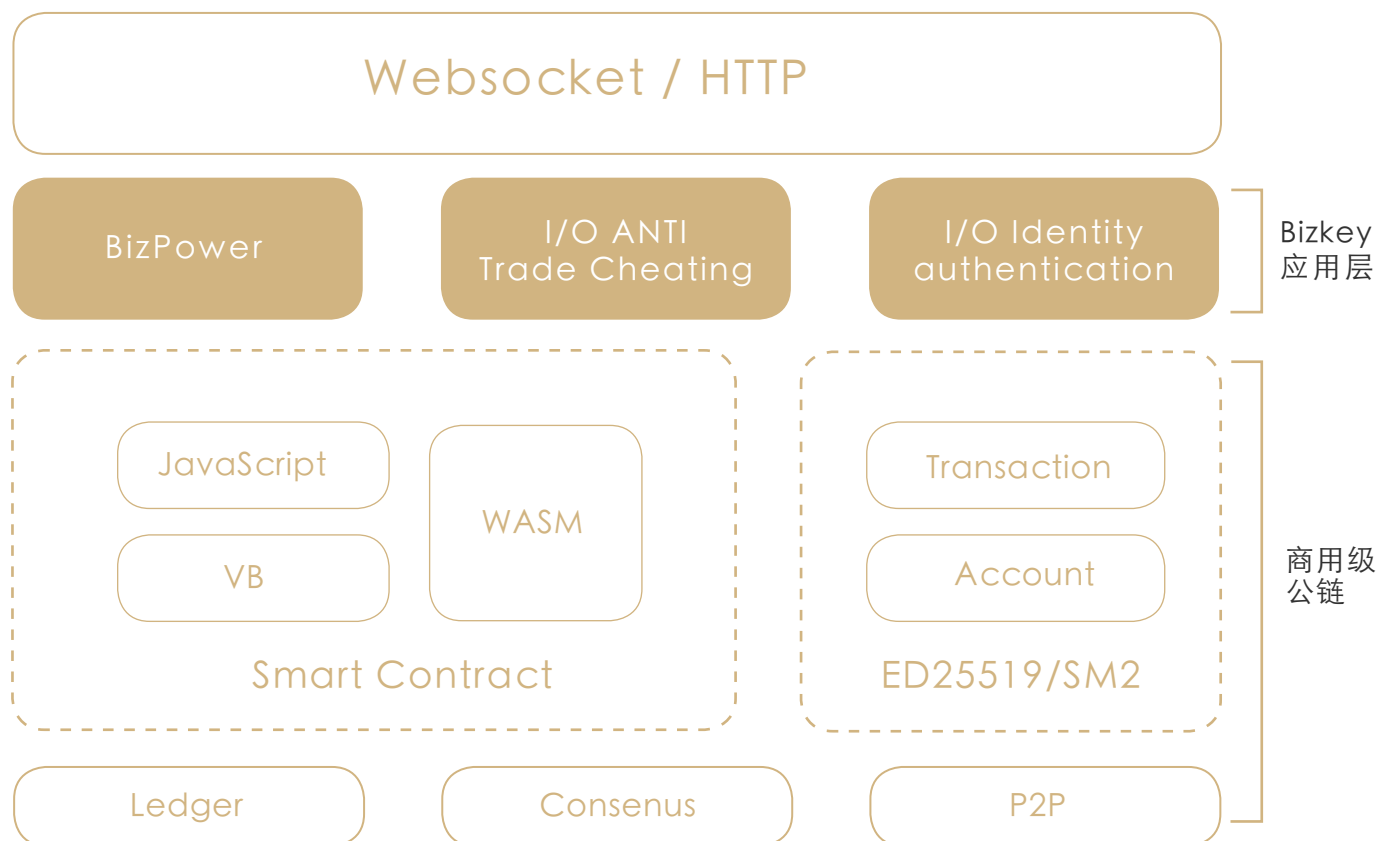 Websocket / HTTP
BizPower
I/O ANTI
Trade Cheating
I/O Identity
authentication
Bizkey
应用层
JavaScript
VB
WASM
Smart Contract
Transaction
Account
ED25519/SM2
商用级
公链
Ledger
Consenus
P2P